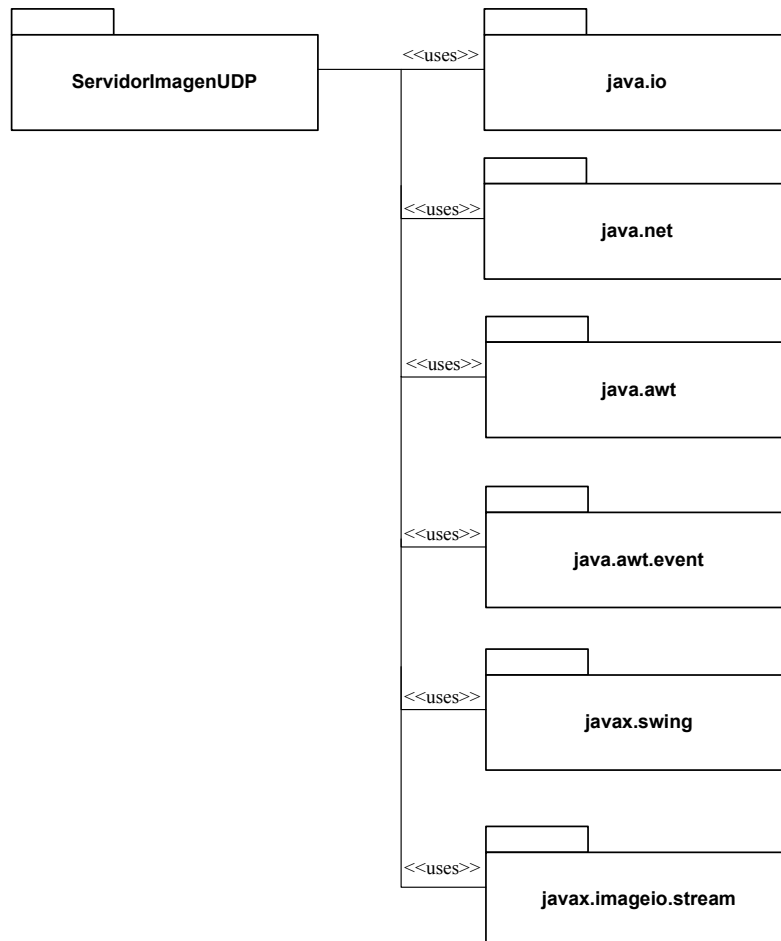 ServidorImagenUDP
<<uses>>
java.io
<<uses>>
java.net
<<uses>>
java.awt
<<uses>>
java.awt.event
<<uses>>
javax.swing
<<uses>>
javax.imageio.stream